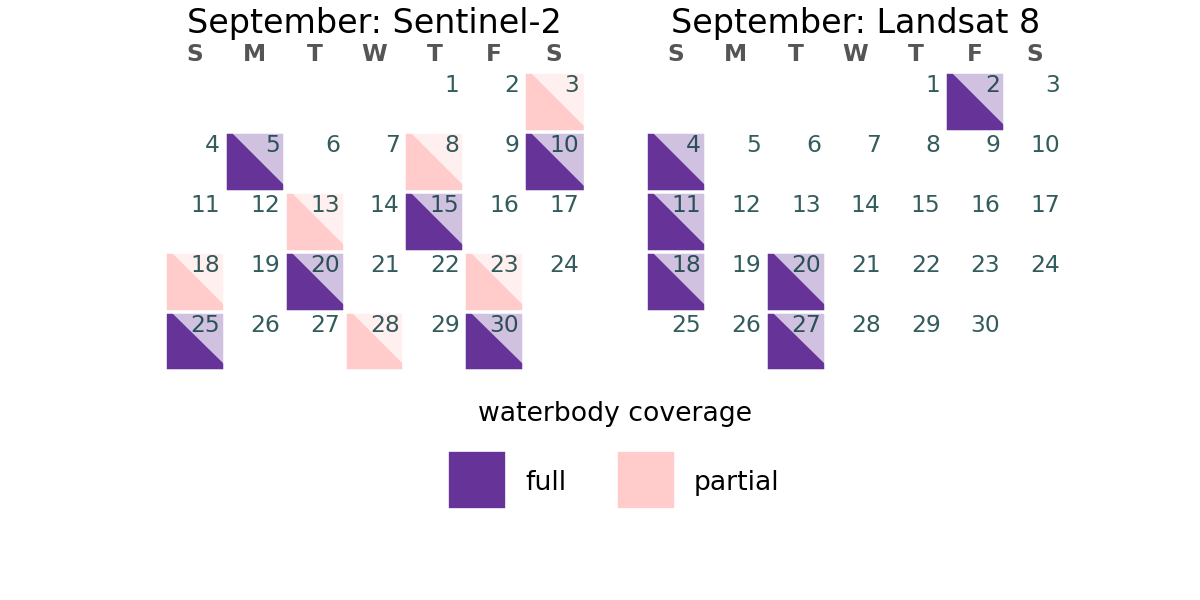 September: Sentinel-2
S M T W T F S
1 2 3
4 5 6 7 8 9 10
11 12 13 14 15 16 17
18 19 20 21 22 23 24
25 26 27 28 29 30
September: Landsat 8
S M T W T F S
1 2 3
4 5 6 7 8 9 10
11 12 13 14 15 16 17
18 19 20 21 22 23 24
25 26 27 28 29 30
waterbody coverage
full
partial